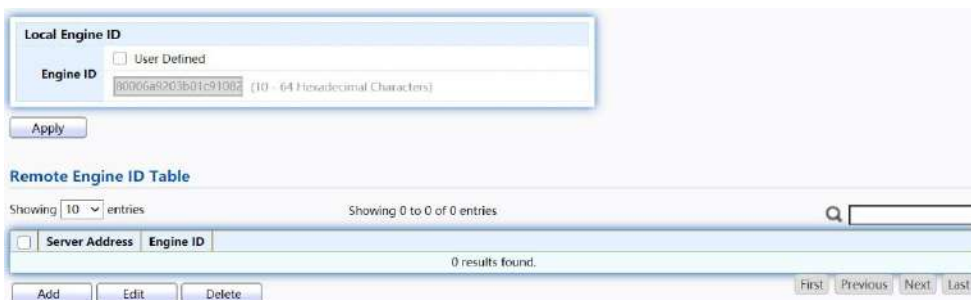 Local Engine ID
User Defined
Engine ID
80006a9203b01c91082 (10 - 64 Hexadecimal Characters)
Apply
Remote Engine ID Table
Showing 10 entries
Showing 0 to 0 of 0 entries
Server Address Engine ID
0 results found.
Add Edit Delete
First Previous Next Last